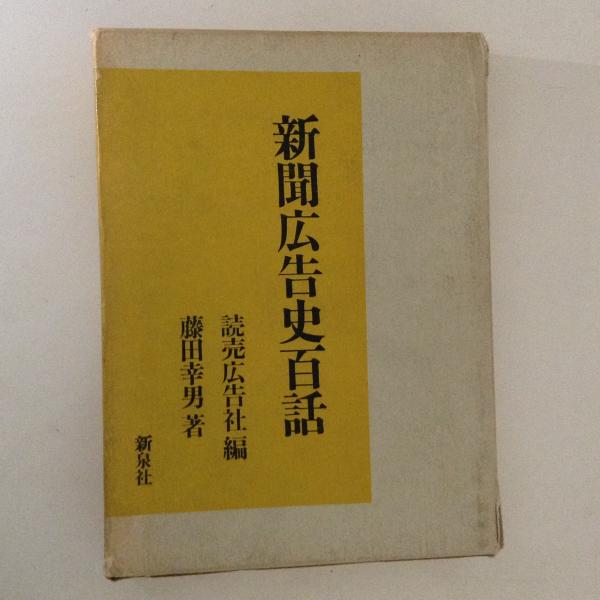 新聞広告史百話
読売広告社 編
藤田幸男 著
新泉社